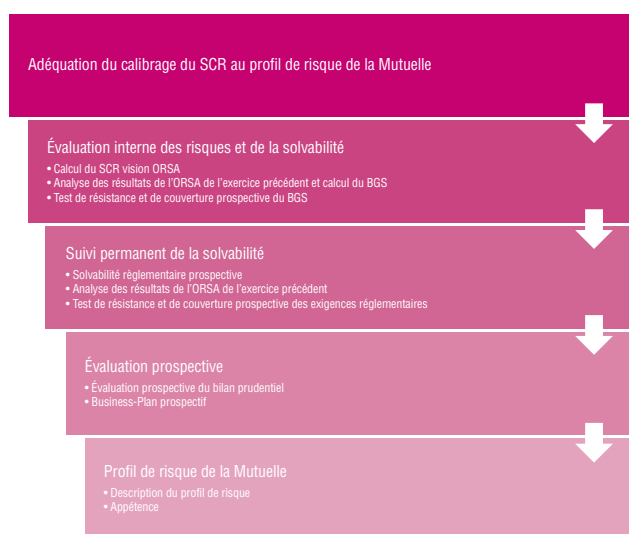 Adéquation du calibrage du SCR au profil de risque de la Mutuelle
Évaluation interne des risques et de la solvabilité
• Calcul du SCR vision ORSA
• Analyse des résultats de l'ORSA de l'exercice précédent et calcul du BGS
• Test de résistance et de couverture prospective du BGS
Suivi permanent de la solvabilité
• Solvabilité règlementaire prospective
• Analyse des résultats de l'ORSA de l'exercice précédent
• Test de résistance et de couverture prospective des exigences réglementaires
Évaluation prospective
• Évaluation prospective du bilan prudentiel
• Business-Plan prospectif
Profil de risque de la Mutuelle
• Description du profil de risque
• Appétence